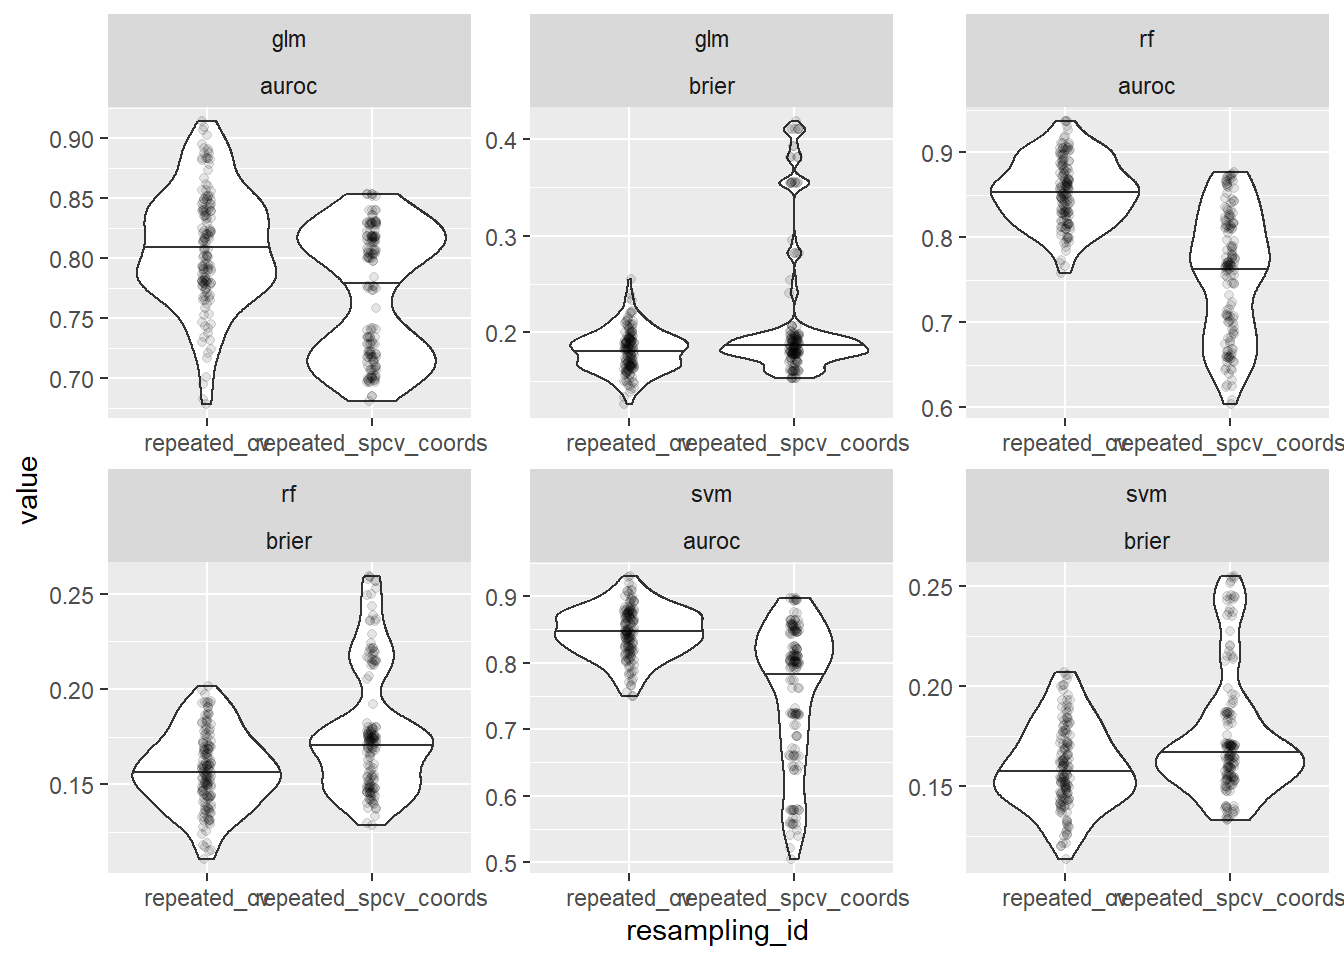 glm
auroc
0.90
0.85
0.80
0.75
0.70
repeated_cv
repeated_spcv_coords
glm
brier
0.4
0.3
0.2
repeated_cv
repeated_spcv_coords
rf
auroc
0.9
0.8
0.7
0.6
repeated_cv
repeated_spcv_coords
value
rf
brier
0.25
0.20
0.15
repeated_cv
repeated_spcv_coords
svm
auroc
0.9
0.8
0.7
0.6
0.5
repeated_cv
repeated_spcv_coords
svm
brier
0.25
0.20
0.15
repeated_cv
repeated_spcv_coords
resampling_id